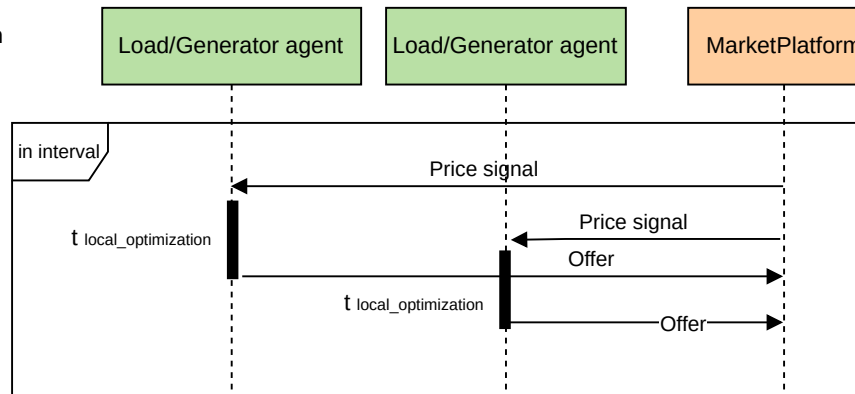 Load/Generator agent
Load/Generator agent
MarketPlatform
in interval
Price signal
Price signal
t local_optimization
Offer
t local_optimization
Offer